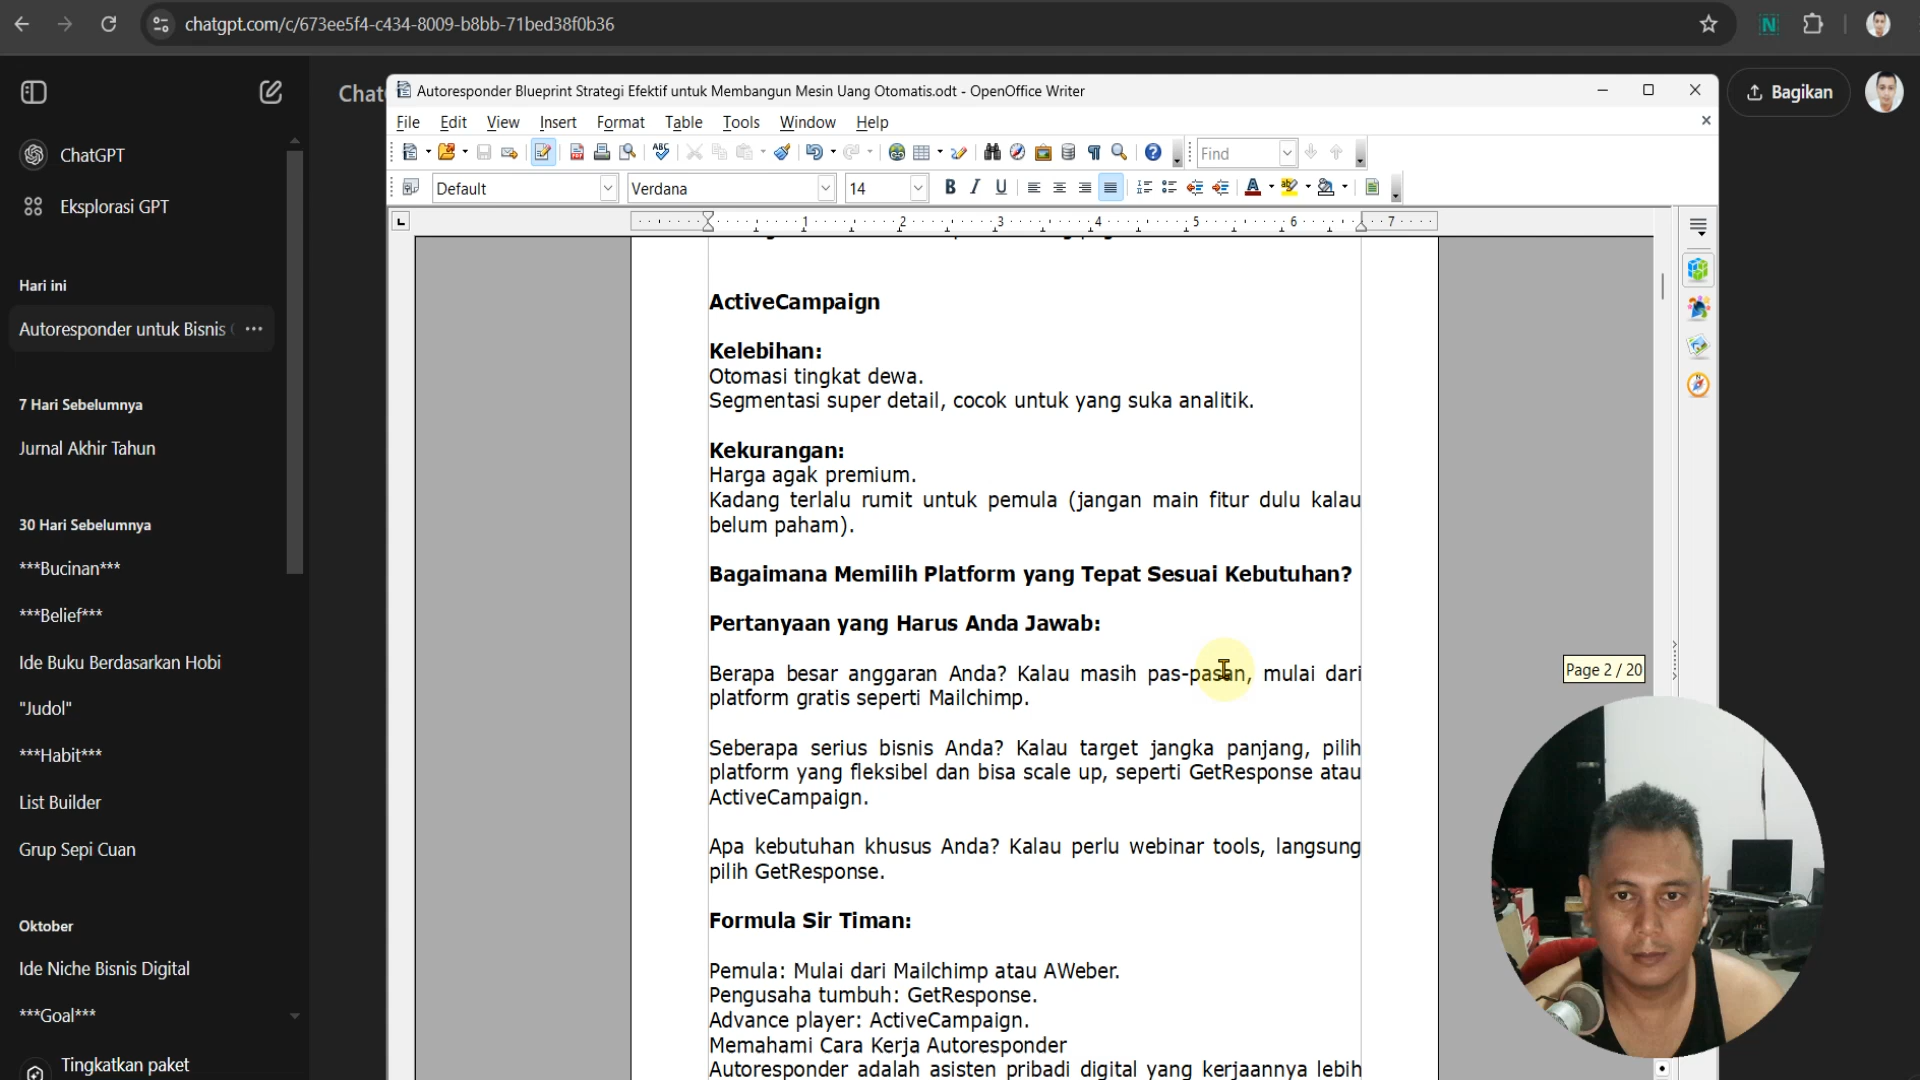 chatgpt.com/c/673ee5f4-c434-8009-b8bb-71bed38f0b36
ChatGPT
Eksplorasi GPT
Hari ini
Autoresponder untuk Bisnis
7 Hari Sebelumnya
Jurnal Akhir Tahun
30 Hari Sebelumnya
***Bucinan***
***Belief***
Ide Buku Berdasarkan Hobi
"Judol"
***Habit***
List Builder
Grup Sepi Cuan
Oktober
Ide Niche Bisnis Digital
***Goal***
Tingkatkan paket
Bagikan
Autoresponder Blueprint Strategi Efektif untuk Membangun Mesin Uang Otomatis.odt - OpenOffice Writer
File Edit View Insert Format Table Tools Window Help
Find
Default Verdana 14 B I U
1 2 3 4 5 6 7
ActiveCampaign
Kelebihan:
Otomasi tingkat dewa.
Segmentasi super detail, cocok untuk yang suka analitik.
Kekurangan:
Harga agak premium.
Kadang terlalu rumit untuk pemula (jangan main fitur dulu kalau
belum paham).
Bagaimana Memilih Platform yang Tepat Sesuai Kebutuhan?
Pertanyaan yang Harus Anda Jawab:
Berapa besar anggaran Anda? Kalau masih pas-pasan, mulai dari
platform gratis seperti Mailchimp.
Seberapa serius bisnis Anda? Kalau target jangka panjang, pilih
platform yang fleksibel dan bisa scale up, seperti GetResponse atau
ActiveCampaign.
Apa kebutuhan khusus Anda? Kalau perlu webinar tools, langsung
pilih GetResponse.
Formula Sir Timan:
Pemula: Mulai dari Mailchimp atau AWeber.
Pengusaha tumbuh: GetResponse.
Advance player: ActiveCampaign.
Memahami Cara Kerja Autoresponder
Autoresponder adalah asisten pribadi digital yang kerjaannya lebih
Page 2 / 20